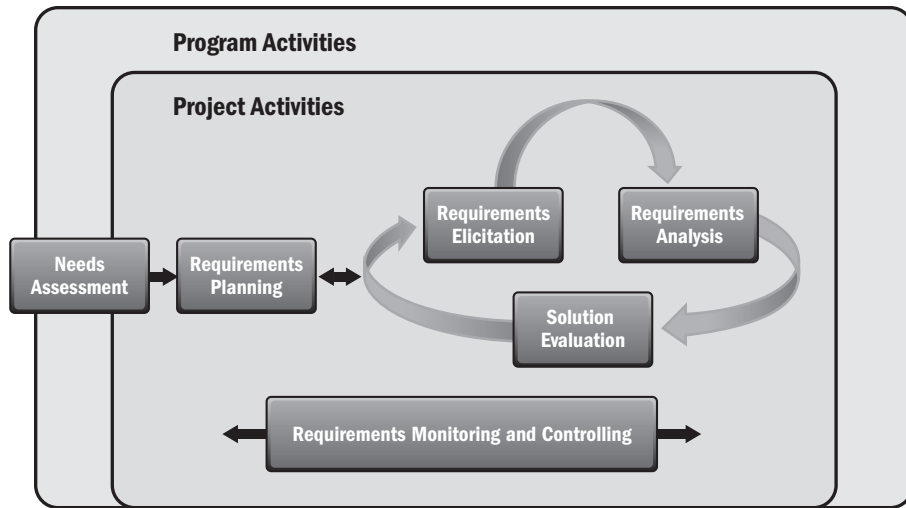 Program Activities
Project Activities
Requirements
Elicitation
Requirements
Analysis
Needs
Assessment
Requirements
Planning
Solution
Evaluation
Requirements Monitoring and Controlling